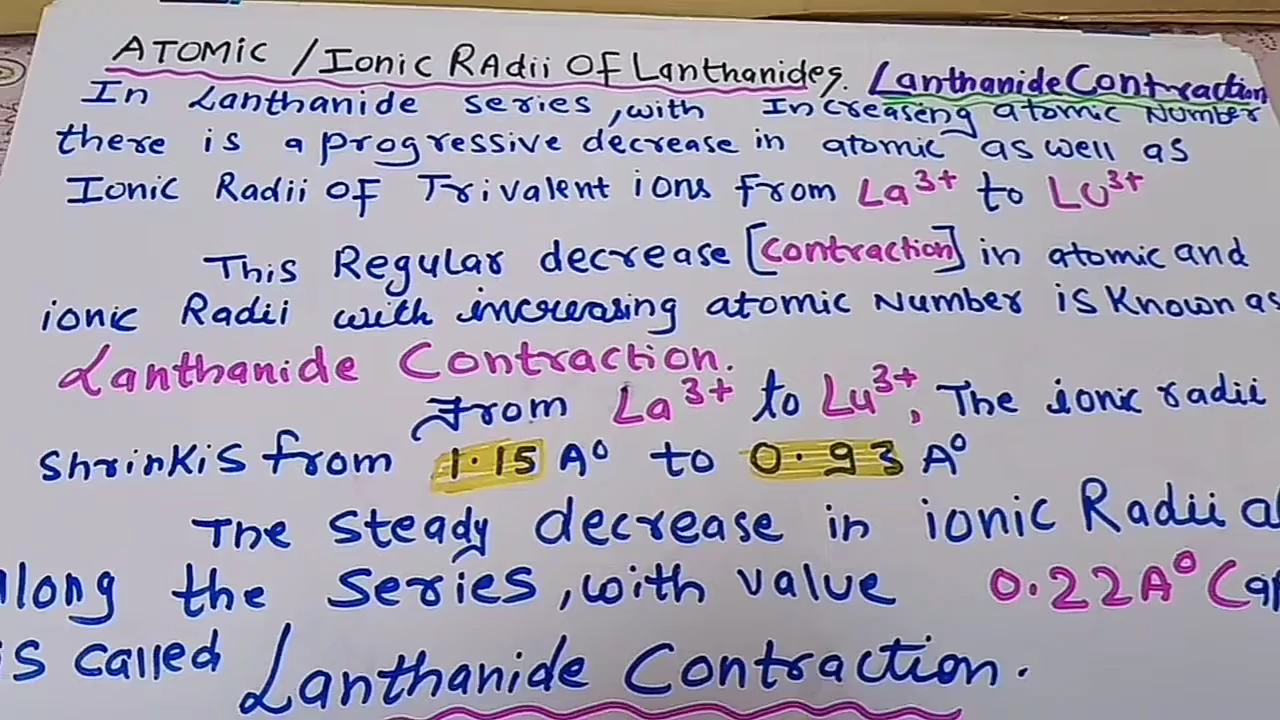 ATOMic / Ionic RAdii OF Lanthanides. Lanthanide Contraction
In Lanthanide series, with Increaseng atomic Number
there is a progressive decrease in atomic as well as
Ionic Radii OF Trivalent ions From La3+ to Lu3+
This Regular decrease [Contraction] in atomic and
ionic Radii with increasing atomic Number is Known as
Lanthanide Contraction.
From La3+ to Lu3+, The ionic radii
shrinkis from 1.15 A° to 0.93 A°
The steady decrease in ionic Radii al
along the series, with value 0.22A° (ap
is called Lanthanide Contraction.